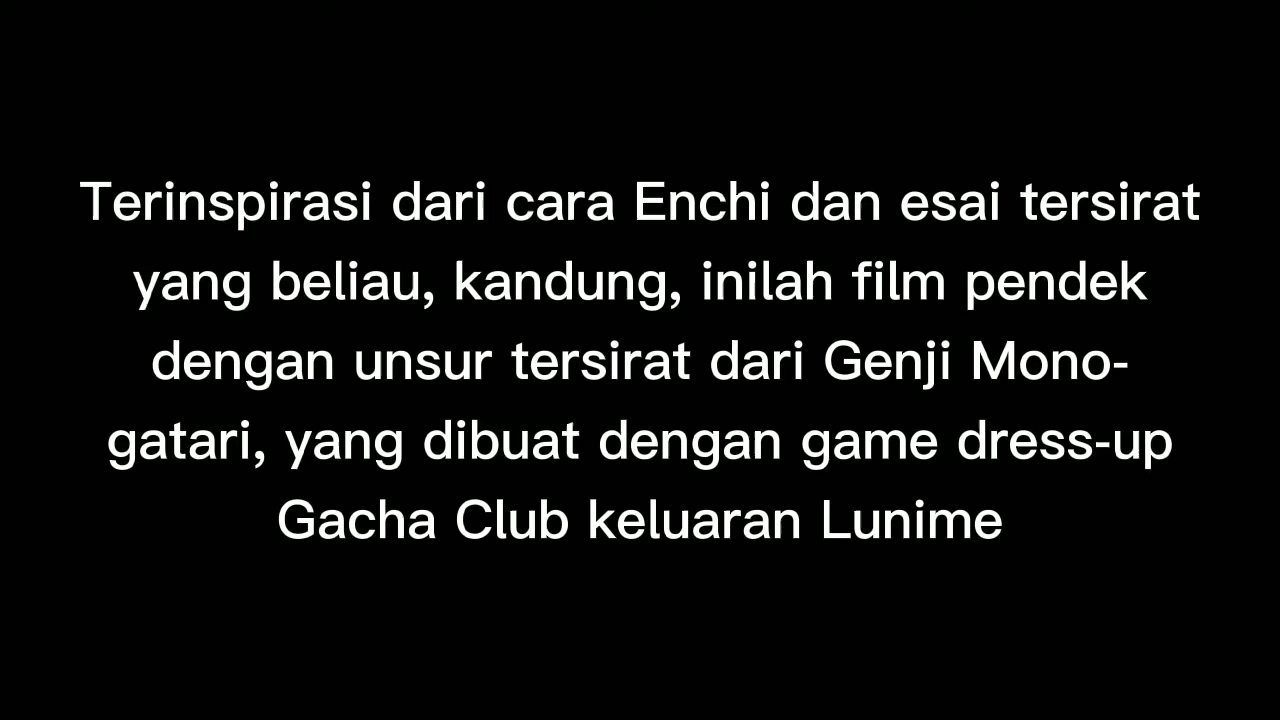 Terinspirasi dari cara Enchi dan esai tersirat
yang beliau, kandung, inilah film pendek
dengan unsur tersirat dari Genji Mono-
gatari, yang dibuat dengan game dress-up
Gacha Club keluaran Lunime